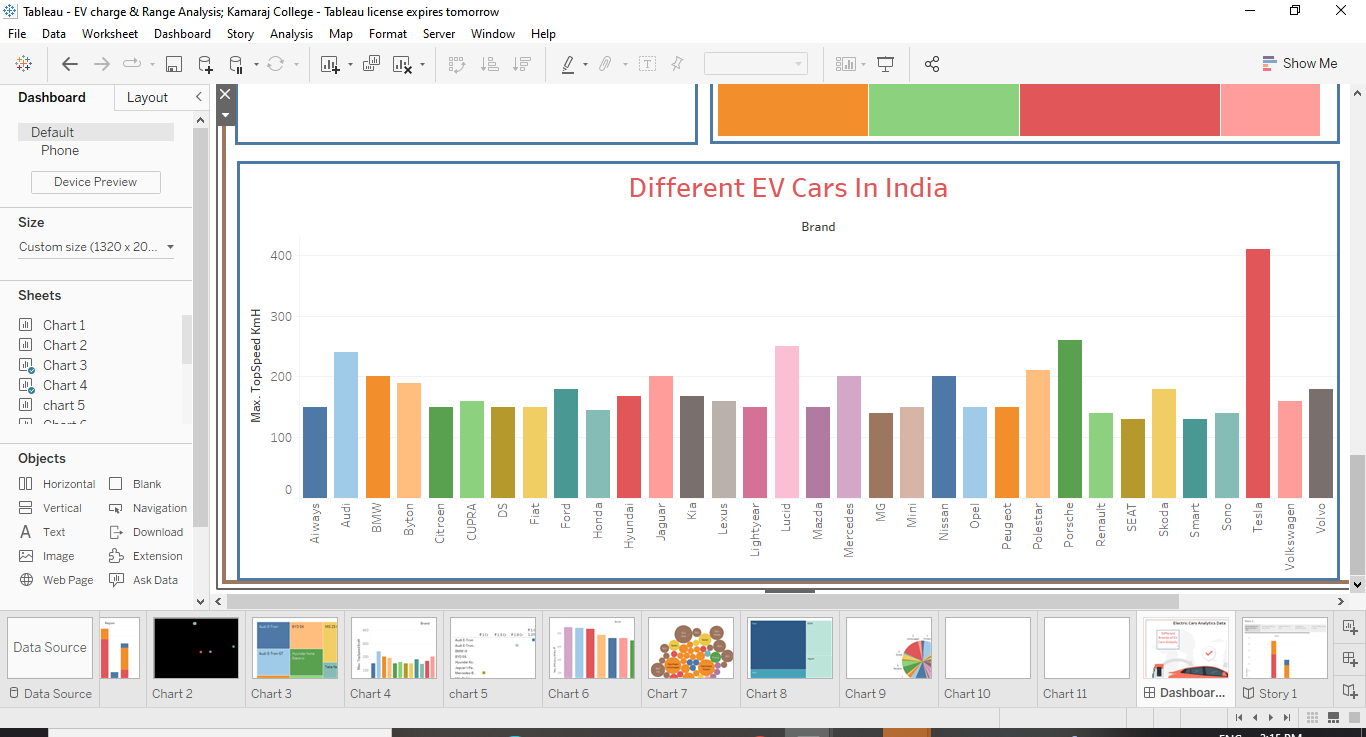 Tableau - EV charge & Range Analysis; Kamaraj College - Tableau license expires tomorrow
File Data Worksheet Dashboard Story Analysis Map Format Server Window Help
Show Me
Dashboard Layout
Default
Phone
Device Preview
Size
Custom size (1320 x 20...
Sheets
Chart 1
Chart 2
Chart 3
Chart 4
chart 5
Objects
Horizontal Blank
Vertical Navigation
Text Download
Image Extension
Web Page Ask Data
Different EV Cars In India
Brand
Max. TopSpeed KmH
400
300
200
100
0
Aiways
Audi
BMW
Byton
Citroen
CUPRA
DS
Fiat
Ford
Honda
Hyundai
Jaguar
Kia
Lexus
Lightyear
Lucid
Mazda
Mercedes
MG
Mini
Nissan
Opel
Peugeot
Polestar
Porsche
Renault
SEAT
Skoda
Smart
Sono
Tesla
Volkswagen
Volvo
Data Source
Electric Cars Analytics Data
Data Source Chart 2 Chart 3 Chart 4 chart 5 Chart 6 Chart 7 Chart 8 Chart 9 Chart 10 Chart 11 Dashboar... Story 1